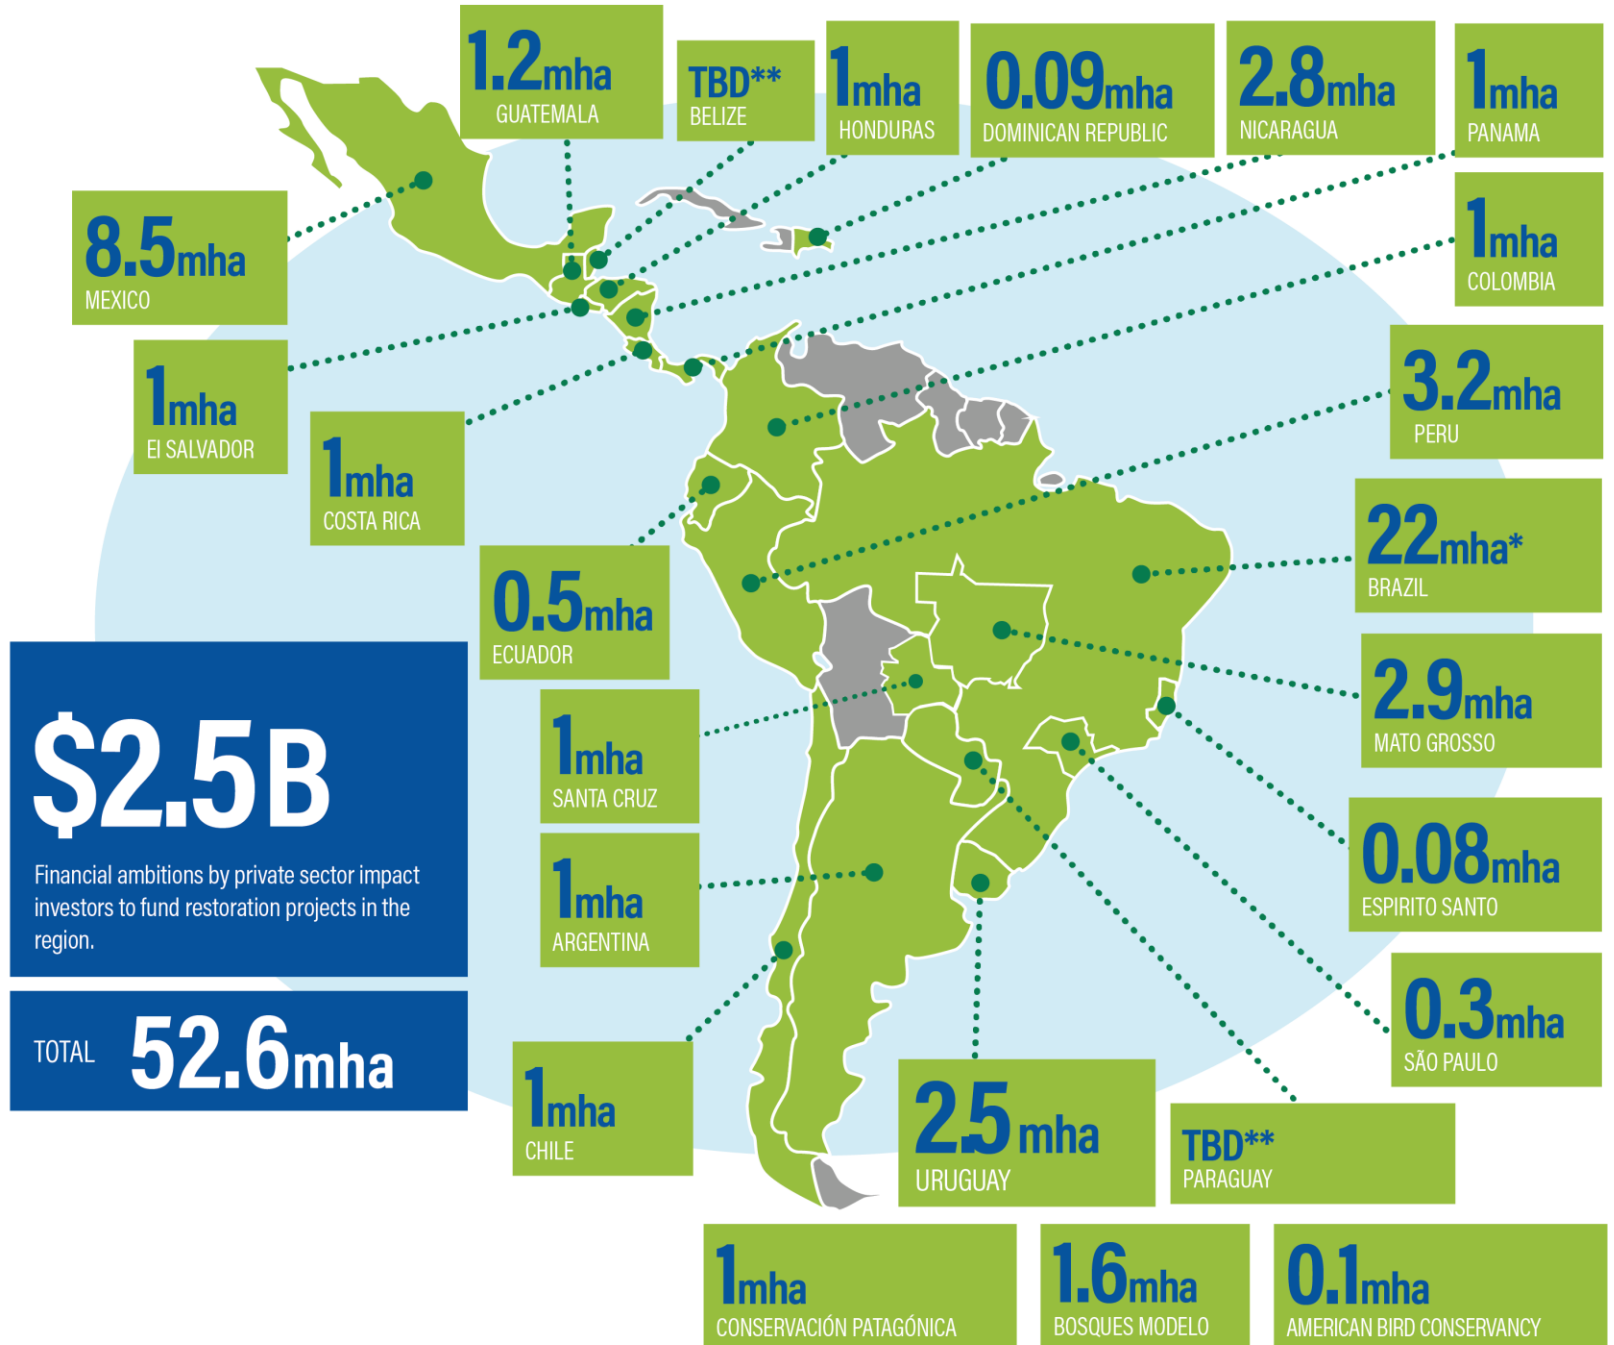 1.2mha
GUATEMALA
TBD**
BELIZE
1mha
HONDURAS
0.09mha
DOMINICAN REPUBLIC
2.8mha
NICARAGUA
1mha
PANAMA
8.5mha
MEXICO
1mha
COLOMBIA
1mha
El SALVADOR
3.2mha
PERU
1mha
COSTA RICA
22mha*
BRAZIL
0.5mha
ECUADOR
2.9mha
MATO GROSSO
$2.5B
Financial ambitions by private sector impact
investors to fund restoration projects in the
region.
1mha
SANTA CRUZ
0.08mha
ESPIRITO SANTO
1mha
ARGENTINA
0.3mha
SÃO PAULO
TOTAL 52.6mha
1mha
CHILE
2.5 mha
URUGUAY
TBD**
PARAGUAY
1mha
CONSERVACIÓN PATAGÓNICA
1.6mha
BOSQUES MODELO
0.1mha
AMERICAN BIRD CONSERVANCY